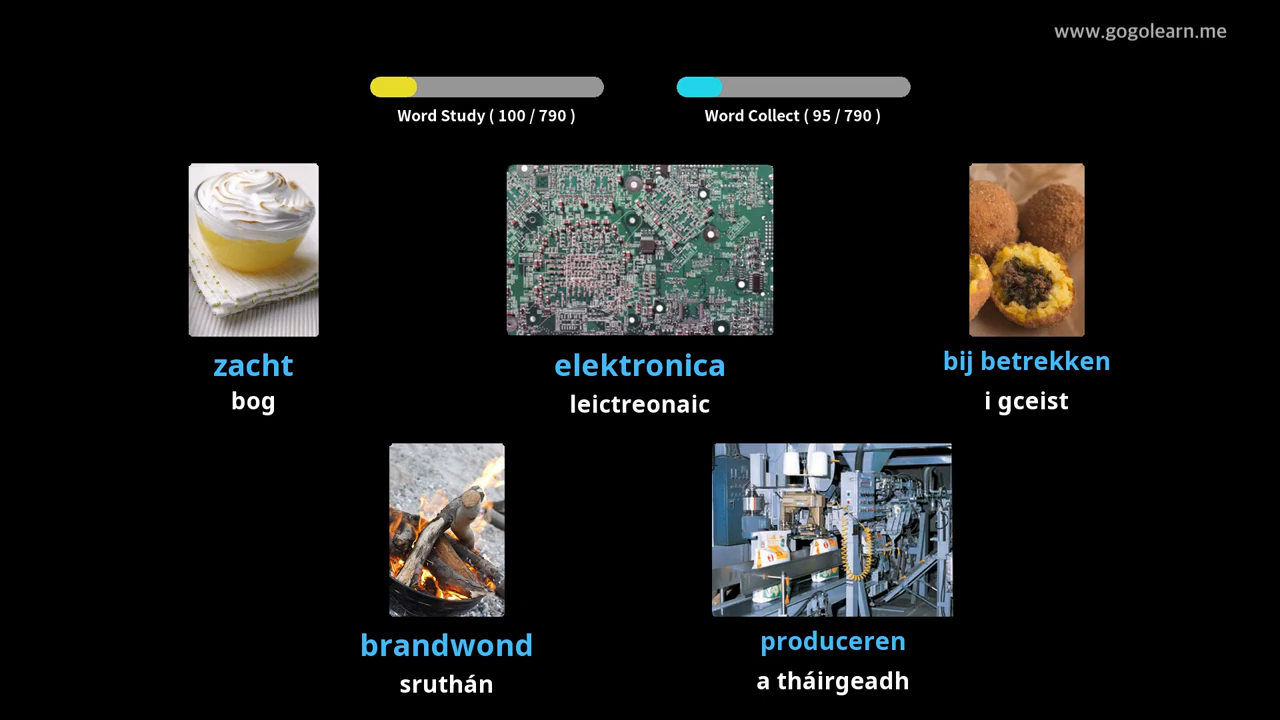 www.gogolearn.me
Word Study ( 100 / 790 )
Word Collect ( 95 / 790 )
zacht
elektronica
bij betrekken
bog
leictreonaic
i gceist
brandwond
produceren
sruthán
a tháirgeadh